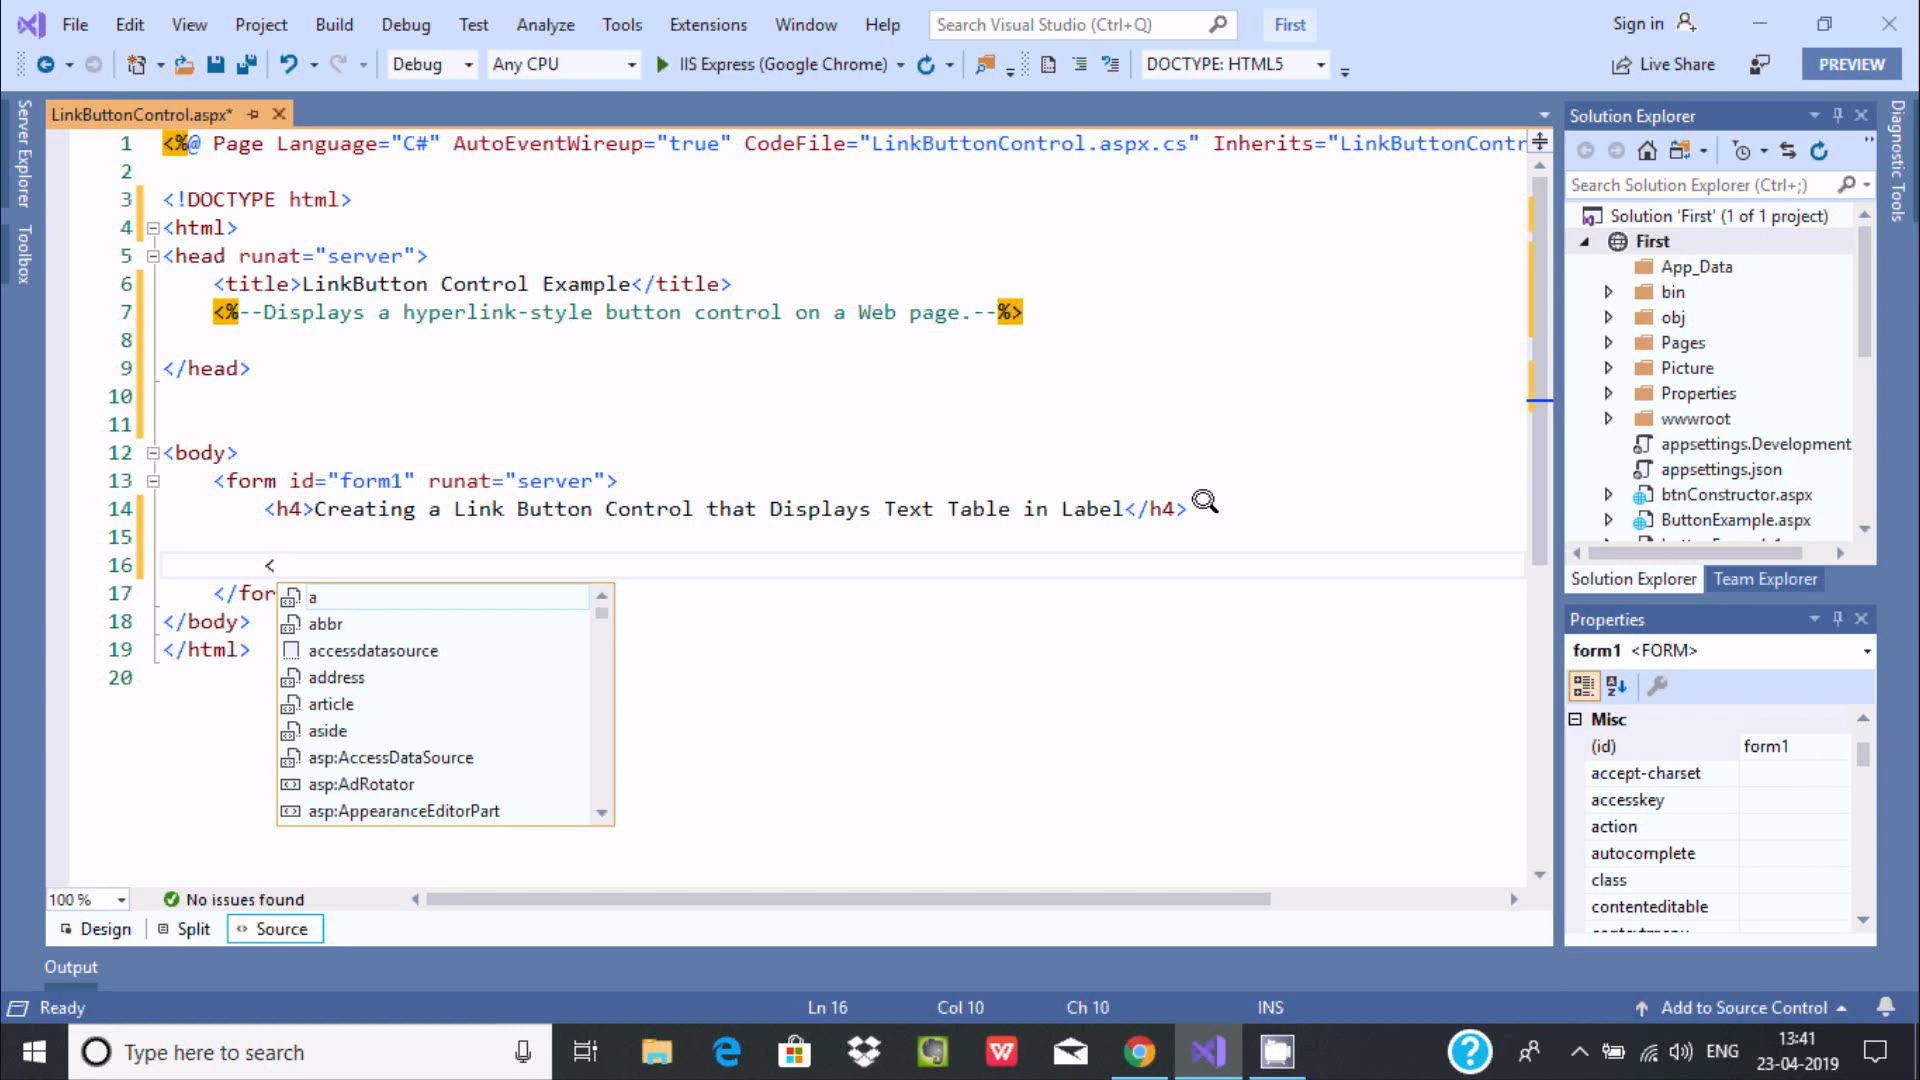 File Edit View Project Build Debug Test Analyze Tools Extensions Window Help Search Visual Studio (Ctrl+Q) First Sign in
Debug Any CPU IIS Express (Google Chrome) DOCTYPE: HTML5 Live Share PREVIEW
Server Explorer
Toolbox
LinkButtonControl.aspx*
1 <%@ Page Language="C#" AutoEventWireup="true" CodeFile="LinkButtonControl.aspx.cs" Inherits="LinkButtonContr
2
3 <!DOCTYPE html>
4 <html>
5 <head runat="server">
6 <title>LinkButton Control Example</title>
7 <%--Displays a hyperlink-style button control on a Web page.--%>
8
9 </head>
10
11
12 <body>
13 <form id="form1" runat="server">
14 <h4>Creating a Link Button Control that Displays Text Table in Label</h4>
15
16 <
17 </for
18 </body>
19 </html>
20
a
abbr
accessdatasource
address
article
aside
asp:AccessDataSource
asp:AdRotator
asp:AppearanceEditorPart
100 % No issues found
Design Split Source
Solution Explorer
Search Solution Explorer (Ctrl+;)
Solution 'First' (1 of 1 project)
First
App_Data
bin
obj
Pages
Picture
Properties
wwwroot
appsettings.Development
appsettings.json
btnConstructor.aspx
ButtonExample.aspx
Solution Explorer Team Explorer
Properties
form1 <FORM>
Misc
(id) form1
accept-charset
accesskey
action
autocomplete
class
contenteditable
Diagnostic Tools
Output
Ready Ln 16 Col 10 Ch 10 INS Add to Source Control
Type here to search ENG 13:41
23-04-2019